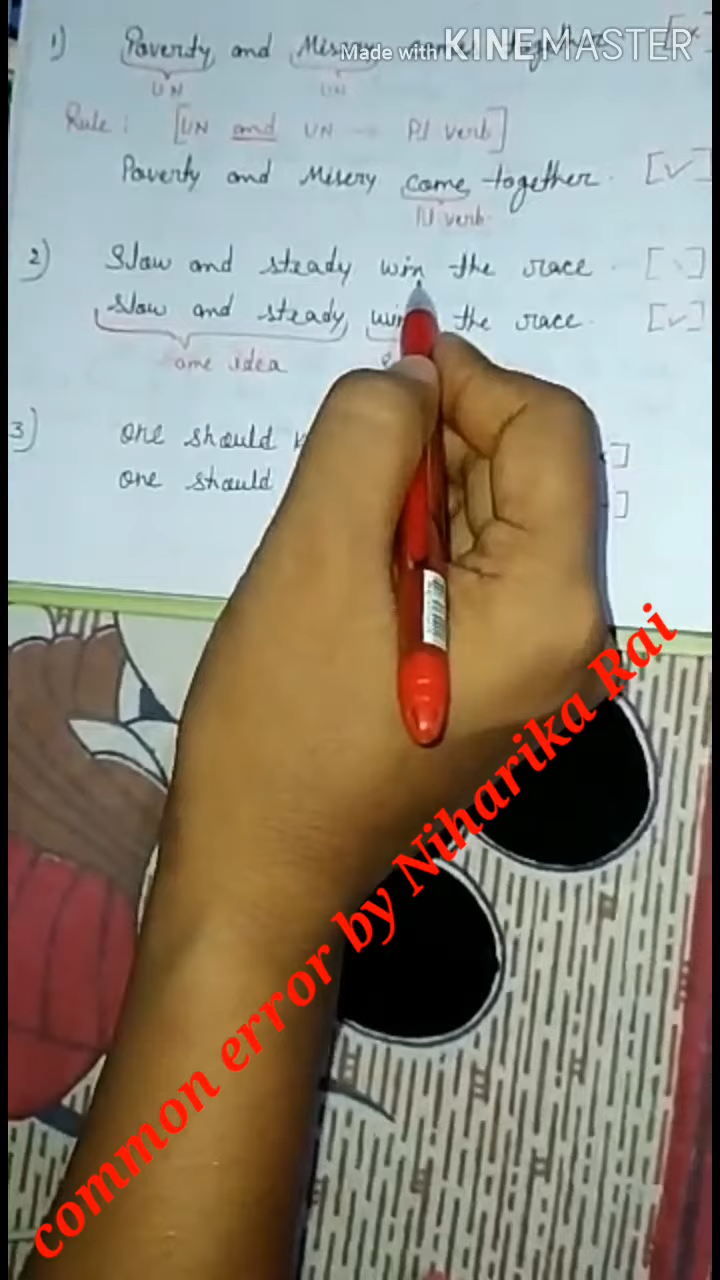 Made with KINEMASTER
1) Poverty and Misery together [×
UN UN
Rule : [UN and UN → Pl verb]
Poverty and Misery come together. [✓]
Pl verb
2) Slow and steady win the race. [ ]
Slow and steady the race. [✓]
one idea
3) one should ]
one should ]
common error by Niharika Rai